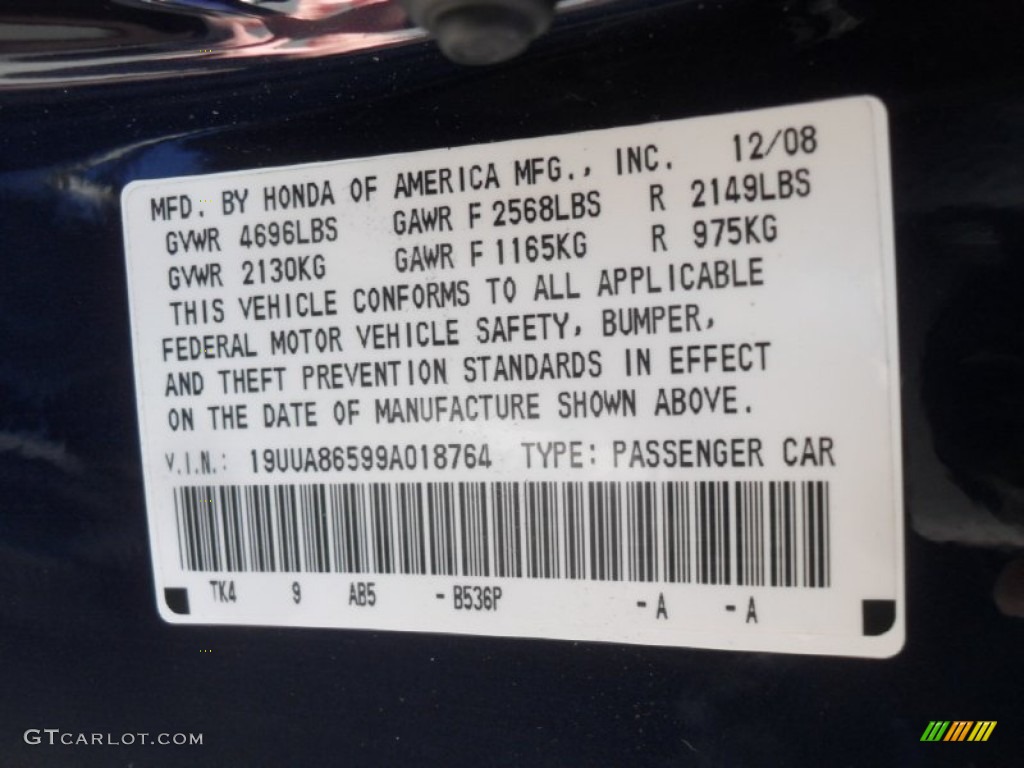 MFD. BY HONDA OF AMERICA MFG., INC. 12/08
GVWR 4696LBS GAWR F 2568LBS R 2149LBS
GVWR 2130KG GAWR F 1165KG R 975KG
THIS VEHICLE CONFORMS TO ALL APPLICABLE
FEDERAL MOTOR VEHICLE SAFETY, BUMPER,
AND THEFT PREVENTION STANDARDS IN EFFECT
ON THE DATE OF MANUFACTURE SHOWN ABOVE.
V.I.N.: 19UUA86599A018764 TYPE: PASSENGER CAR
TK4 9 AB5 - B536P - A - A
GTCARLOT.COM